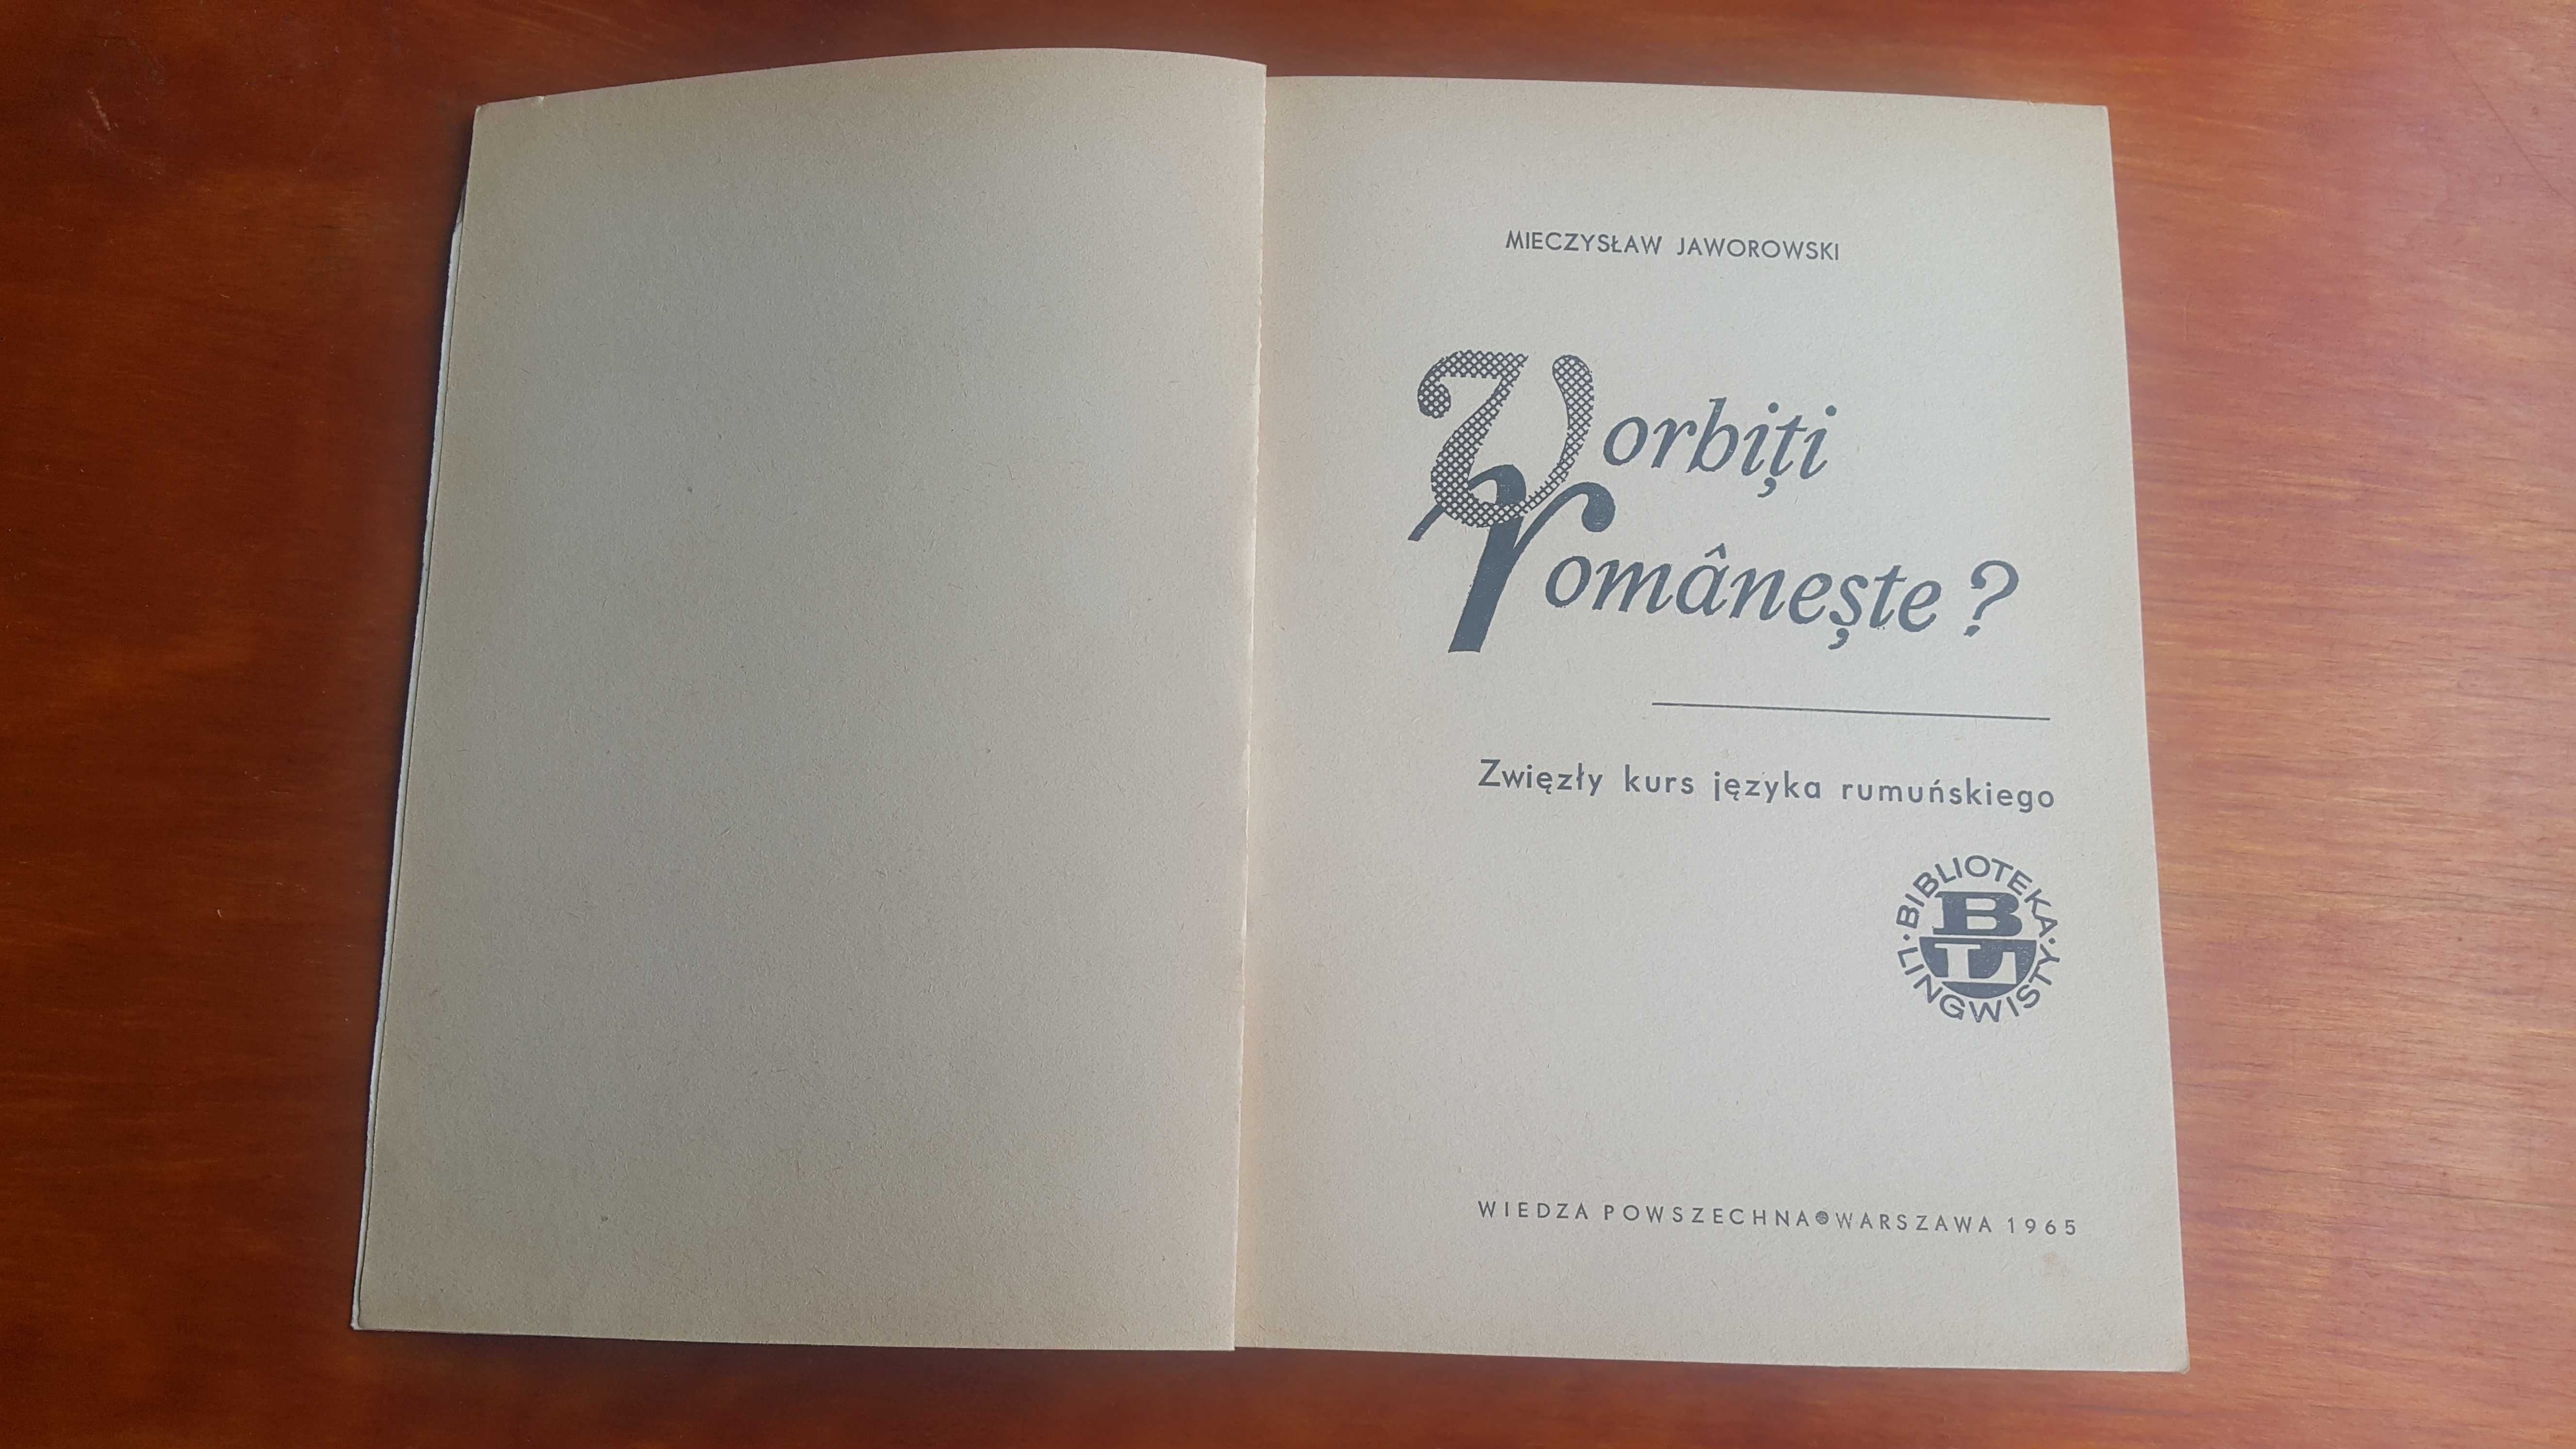 MIECZYSŁAW JAWOROWSKI
Vorbiți
românește?
Zwięzły kurs języka rumuńskiego
BIBLIOTEKA
BL
LINGWISTY
WIEDZA POWSZECHNA●WARSZAWA 1965